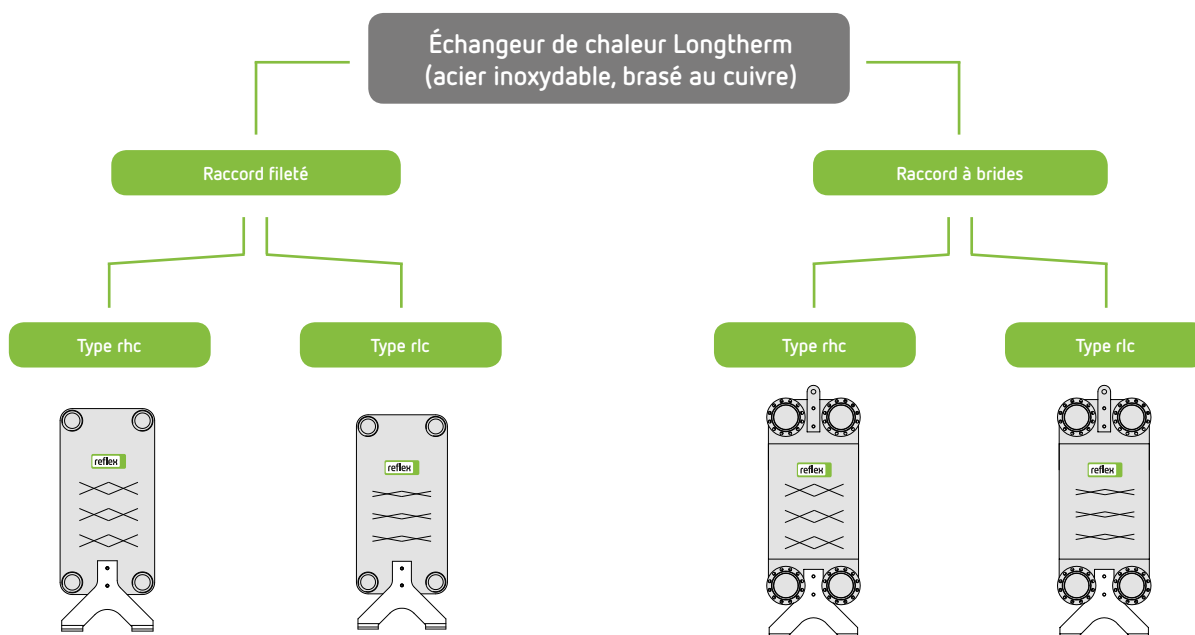 Échangeur de chaleur Longtherm
(acier inoxydable, brasé au cuivre)
Raccord fileté
Raccord à brides
Type rhc
Type rlc
Type rhc
Type rlc
reflex
reflex
reflex
reflex